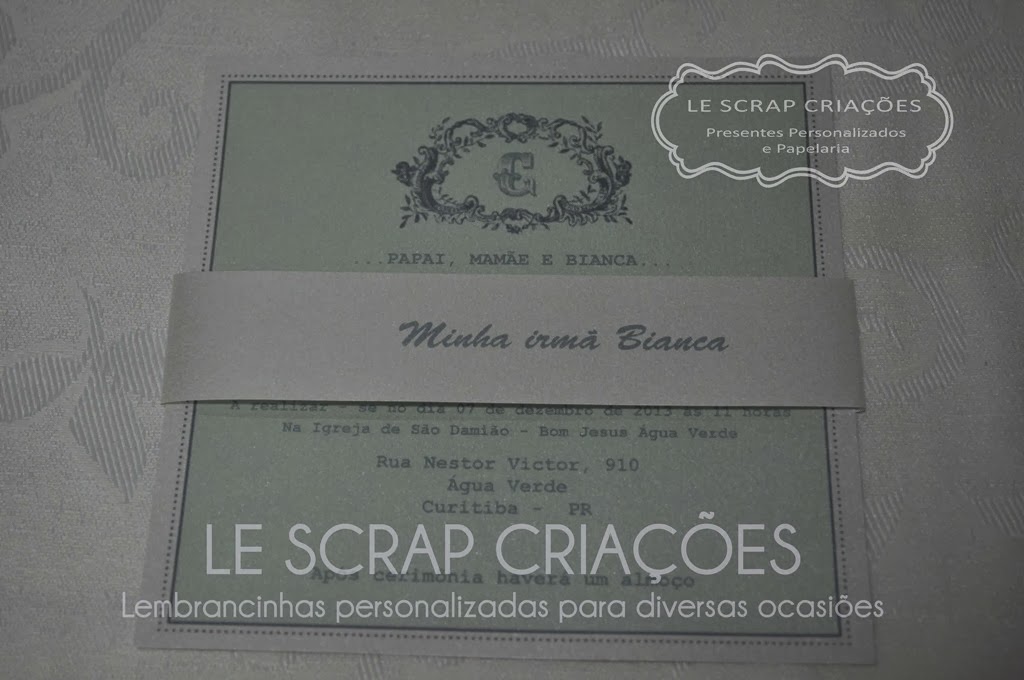 LE SCRAP CRIAÇÕES
Presentes Personalizados
e Papelaria
E
...PAPAI, MAMÃE E BIANCA...
Minha irmã Bianca
A realizar - se no dia 07 de dezembro de 2013 às 11 horas
Na Igreja de São Damião - Bom Jesus Água Verde
Rua Nestor Victor, 910
Água Verde
Curitiba - PR
LE SCRAP CRIAÇÕES
Após cerimonia haverá um almoço
Lembrancinhas personalizadas para diversas ocasiões